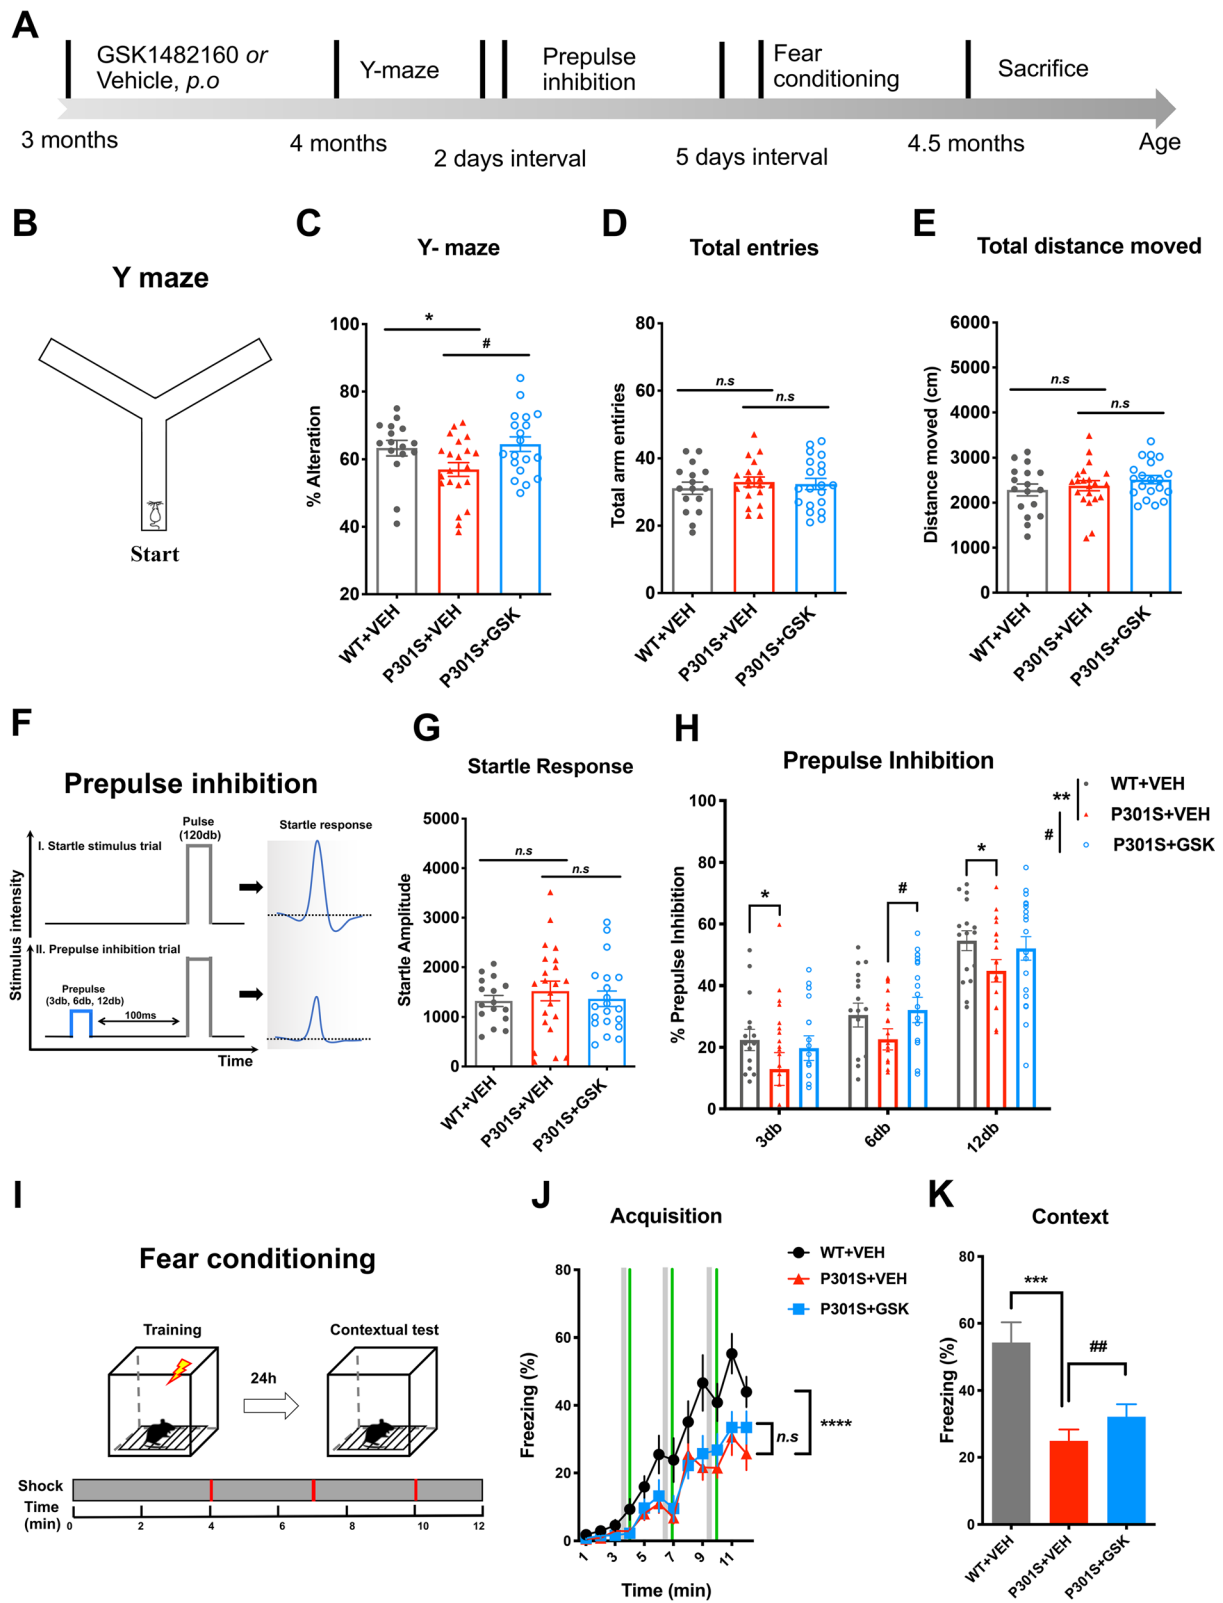 A
GSK1482160 or
Vehicle, p.o
Y-maze
Prepulse
inhibition
Fear
conditioning
Sacrifice
3 months
4 months
2 days interval
5 days interval
4.5 months
Age
B
Y maze
Start
C
Y- maze
% Alteration
100
80
60
40
20
*
#
WT+VEH
P301S+VEH
P301S+GSK
D
Total entries
Total arm entiries
80
60
40
20
0
n.s
n.s
WT+VEH
P301S+VEH
P301S+GSK
E
Total distance moved
Distance moved (cm)
6000
5000
4000
3000
2000
1000
0
n.s
n.s
WT+VEH
P301S+VEH
P301S+GSK
F
Prepulse inhibition
Stimulus intensity
Pulse
(120db)
I. Startle stimulus trial
Startle response
II. Prepulse inhibition trial
Prepulse
(3db, 6db, 12db)
100ms
Time
G
Startle Response
Startle Amplitude
5000
4000
3000
2000
1000
0
n.s
n.s
WT+VEH
P301S+VEH
P301S+GSK
H
Prepulse Inhibition
% Prepulse Inhibition
100
80
60
40
20
0
*
#
*
3db
6db
12db
WT+VEH
P301S+VEH
P301S+GSK
**
#
I
Fear conditioning
Training
24h
Contextual test
Shock
Time
(min)
0 2 4 6 8 10 12
J
Acquisition
WT+VEH
P301S+VEH
P301S+GSK
Freezing (%)
80
60
40
20
0
n.s
****
1 3 5 7 9 11
Time (min)
K
Context
Freezing (%)
80
60
40
20
0
***
##
WT+VEH
P301S+VEH
P301S+GSK